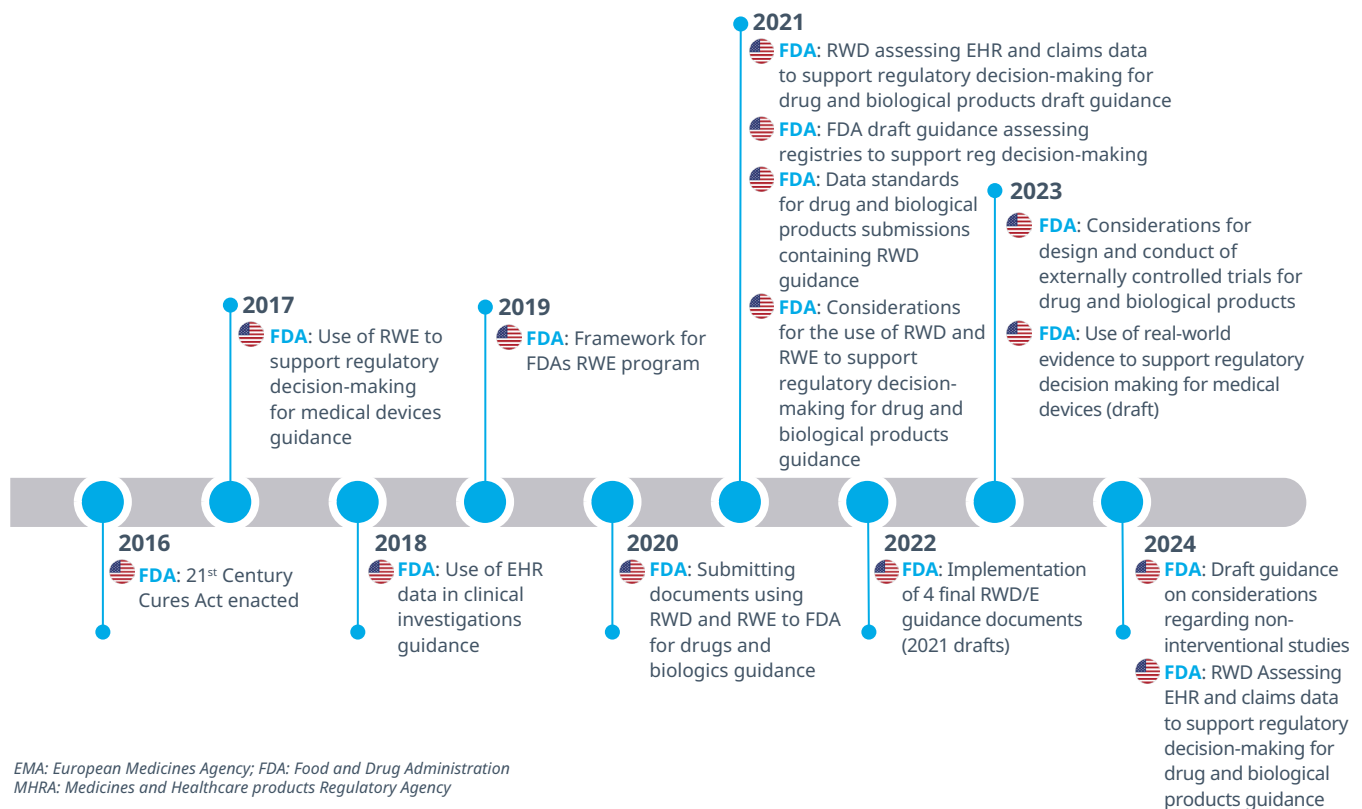 2021
FDA: RWD assessing EHR and claims data
to support regulatory decision-making for
drug and biological products draft guidance
FDA: FDA draft guidance assessing
registries to support reg decision-making
FDA: Data standards
for drug and biological
products submissions
containing RWD
guidance
FDA: Considerations
for the use of RWD and
RWE to support
regulatory decision-
making for drug and
biological products
guidance
2023
FDA: Considerations for
design and conduct of
externally controlled trials for
drug and biological products
FDA: Use of real-world
evidence to support regulatory
decision making for medical
devices (draft)
2017
FDA: Use of RWE to
support regulatory
decision-making
for medical devices
guidance
2019
FDA: Framework for
FDAs RWE program
2016
FDA: 21st Century
Cures Act enacted
2018
FDA: Use of EHR
data in clinical
investigations
guidance
2020
FDA: Submitting
documents using
RWD and RWE to FDA
for drugs and
biologics guidance
2022
FDA: Implementation
of 4 final RWD/E
guidance documents
(2021 drafts)
2024
FDA: Draft guidance
on considerations
regarding non-
interventional studies
FDA: RWD Assessing
EHR and claims data
to support regulatory
decision-making for
drug and biological
products guidance
EMA: European Medicines Agency; FDA: Food and Drug Administration
MHRA: Medicines and Healthcare products Regulatory Agency